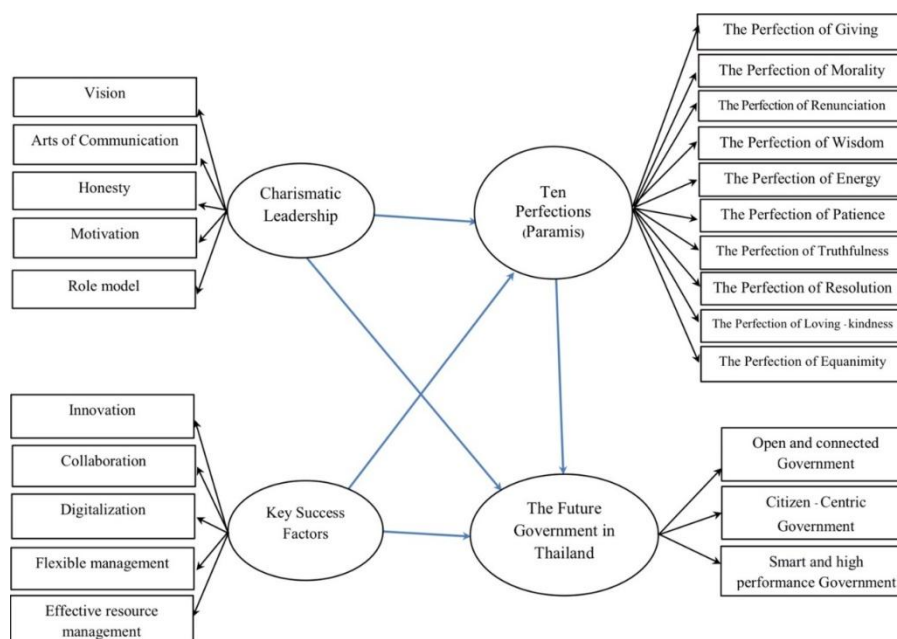 Vision
Arts of Communication
Honesty
Motivation
Role model
Charismatic
Leadership
Ten
Perfections
(Paramis)
The Perfection of Giving
The Perfection of Morality
The Perfection of Renunciation
The Perfection of Wisdom
The Perfection of Energy
The Perfection of Patience
The Perfection of Truthfulness
The Perfection of Resolution
The Perfection of Loving - kindness
The Perfection of Equanimity
Innovation
Collaboration
Digitalization
Flexible management
Effective resource
management
Key Success
Factors
The Future
Government in
Thailand
Open and connected
Government
Citizen - Centric
Government
Smart and high
performance Government